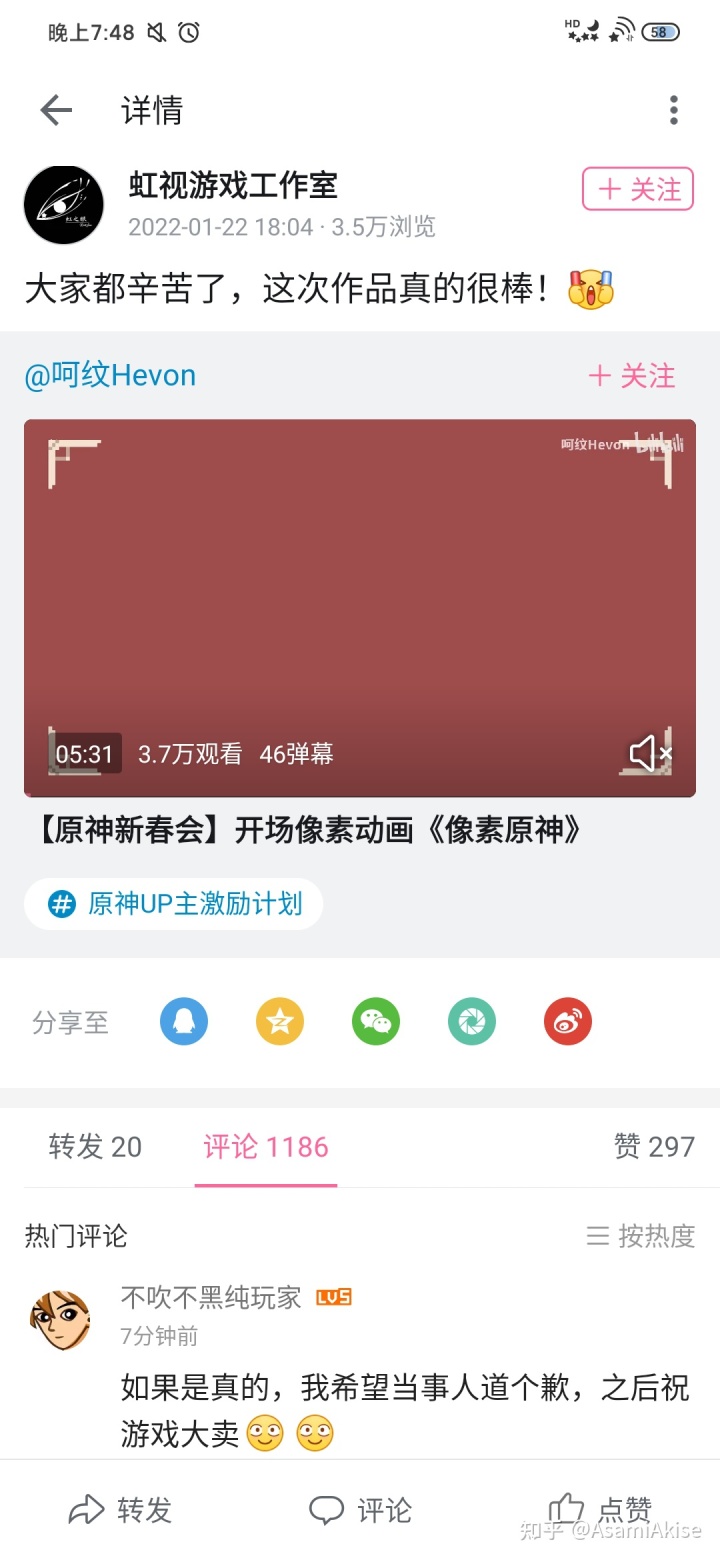 晚上7:48
HD
58
详情
虹视游戏工作室
+ 关注
2022-01-22 18:04 · 3.5万浏览
大家都辛苦了，这次作品真的很棒！
@呵纹Hevon
+ 关注
呵纹Hevon bilibili
05:31 3.7万观看 46弹幕
【原神新春会】开场像素动画《像素原神》
# 原神UP主激励计划
分享至
转发 20 评论 1186 赞 297
热门评论 按热度
不吹不黑纯玩家 LV5
7分钟前
如果是真的，我希望当事人道个歉，之后祝
游戏大卖
转发 评论 点赞
知乎 @AsamiAkise